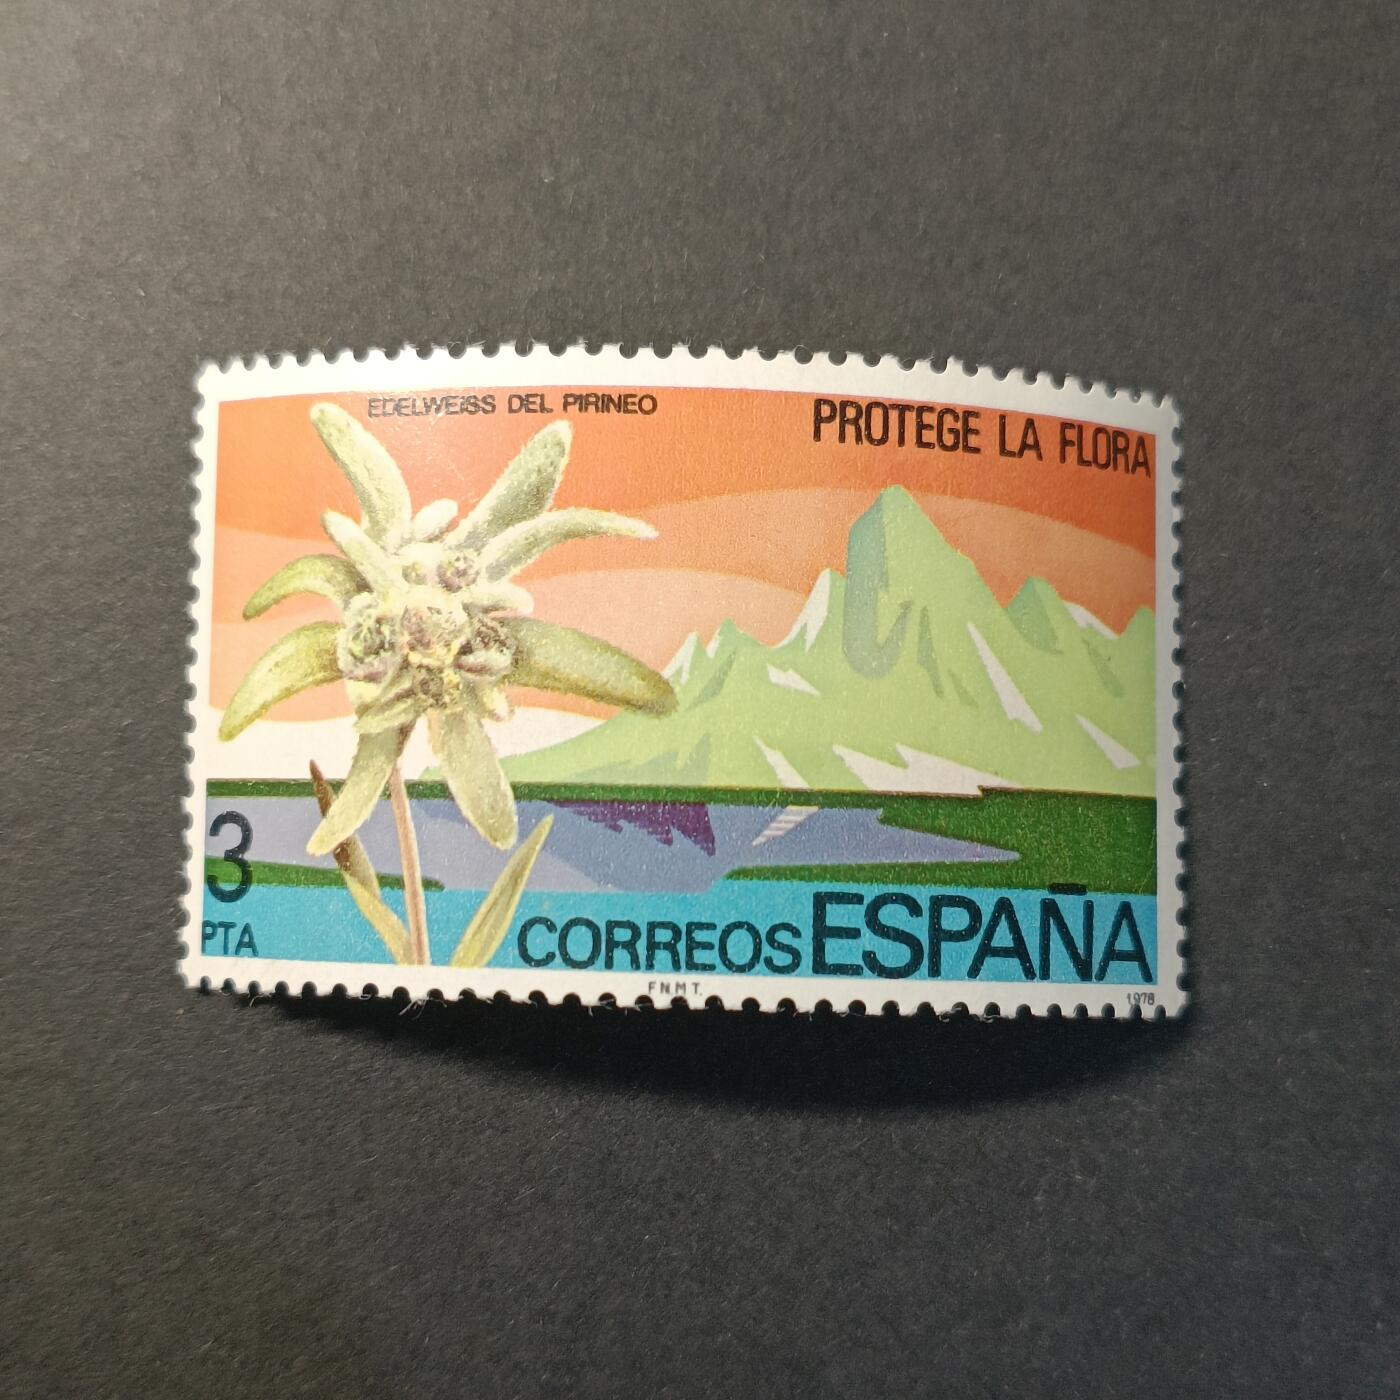 EDELWEISS DEL PIRINEO
PROTEGE LA FLORA
3
PTA
CORREOS ESPAÑA
F.N.M.T.
1978